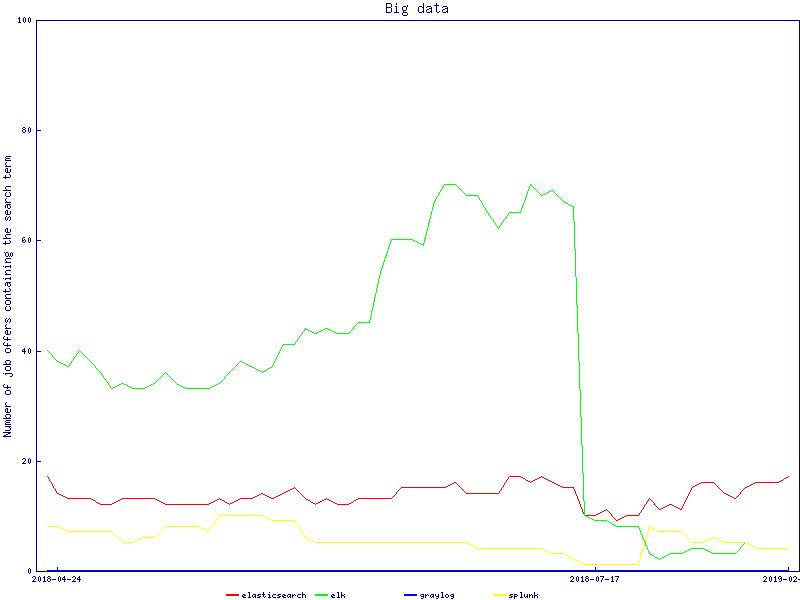 Big data
Number of job offers containing the search term
100
80
60
40
20
0
2018-04-24 2018-07-17 2019-02-
elasticsearch elk graylog splunk